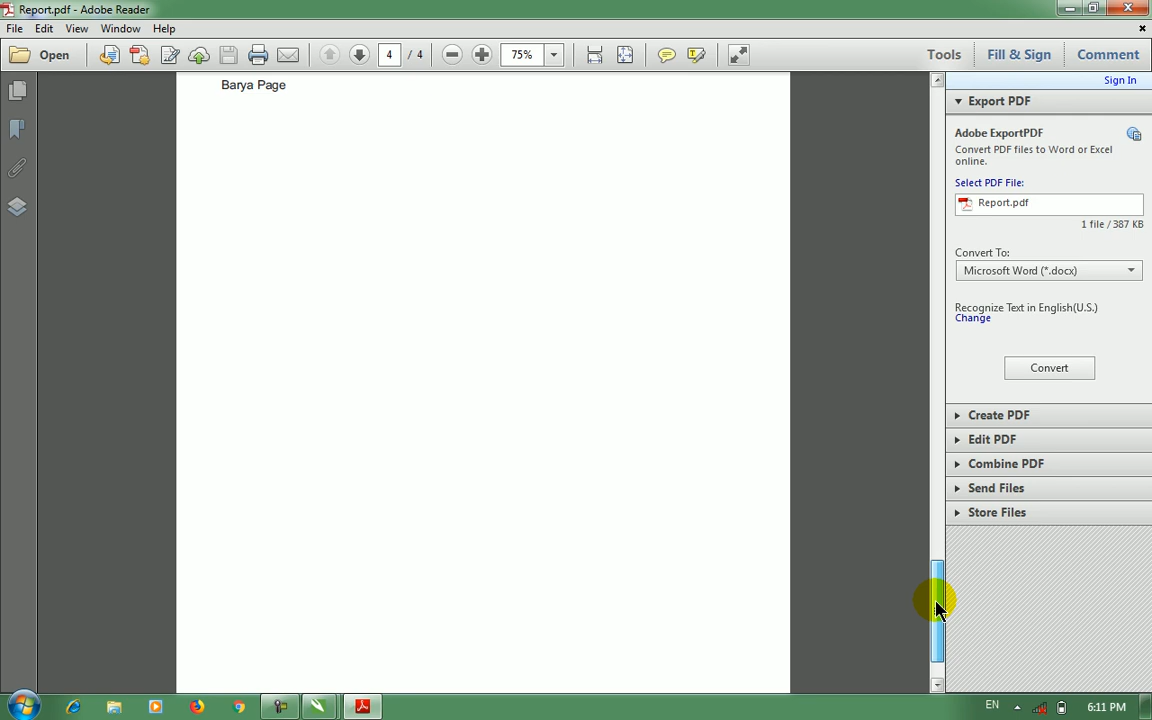 Report.pdf - Adobe Reader
File Edit View Window Help
Open 4 / 4 75% Tools Fill & Sign Comment
Sign In
Barya Page
Export PDF
Adobe ExportPDF
Convert PDF files to Word or Excel
online.
Select PDF File:
Report.pdf
1 file / 387 KB
Convert To:
Microsoft Word (*.docx)
Recognize Text in English(U.S.)
Change
Convert
Create PDF
Edit PDF
Combine PDF
Send Files
Store Files
EN 6:11 PM